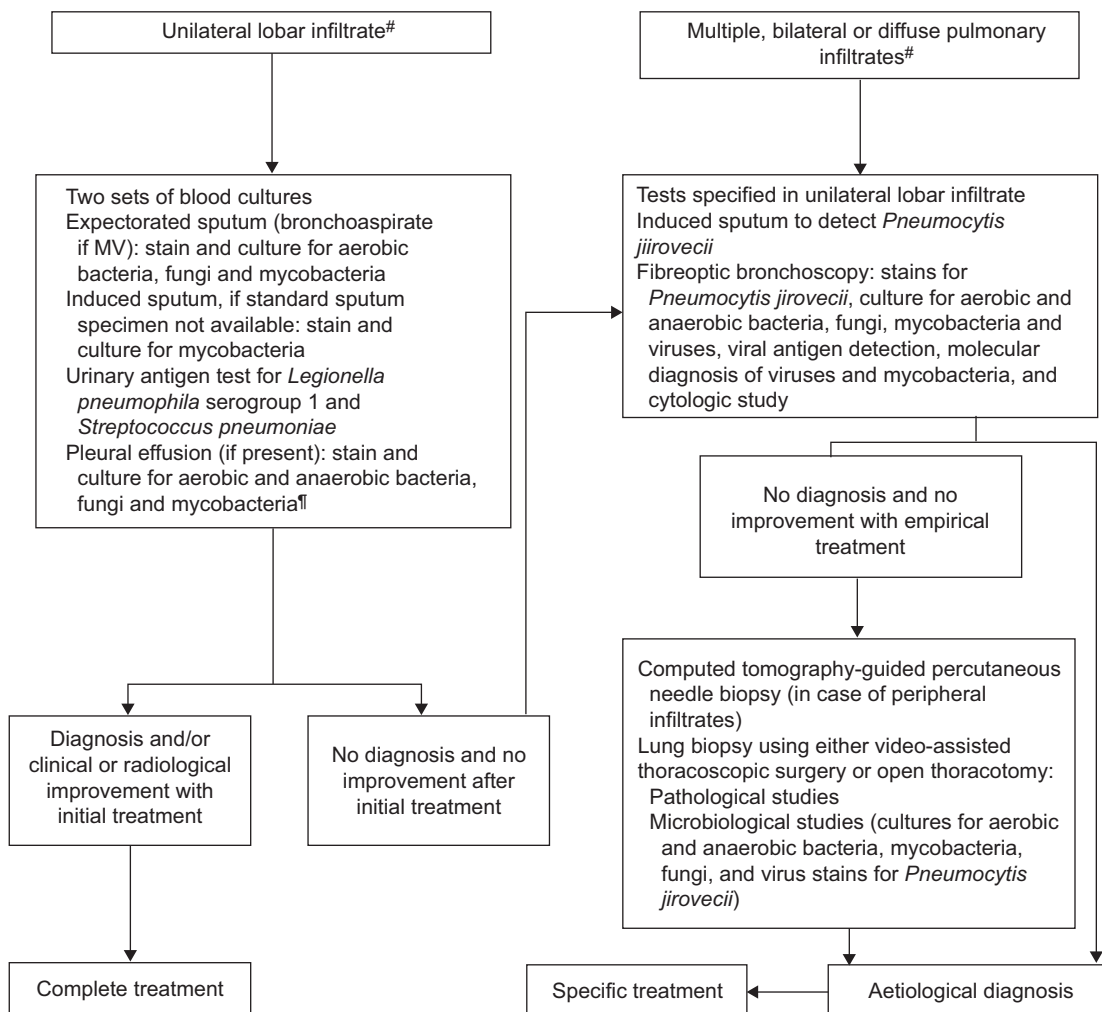 Unilateral lobar infiltrate#
Multiple, bilateral or diffuse pulmonary
infiltrates#
Two sets of blood cultures
Expectorated sputum (bronchoaspirate
if MV): stain and culture for aerobic
bacteria, fungi and mycobacteria
Induced sputum, if standard sputum
specimen not available: stain and
culture for mycobacteria
Urinary antigen test for Legionella
pneumophila serogroup 1 and
Streptococcus pneumoniae
Pleural effusion (if present): stain and
culture for aerobic and anaerobic bacteria,
fungi and mycobacteria¶
Tests specified in unilateral lobar infiltrate
Induced sputum to detect Pneumocytis
jiirovecii
Fibreoptic bronchoscopy: stains for
Pneumocytis jirovecii, culture for aerobic and
anaerobic bacteria, fungi, mycobacteria and
viruses, viral antigen detection, molecular
diagnosis of viruses and mycobacteria, and
cytologic study
No diagnosis and no
improvement with empirical
treatment
Computed tomography-guided percutaneous
needle biopsy (in case of peripheral
infiltrates)
Lung biopsy using either video-assisted
thoracoscopic surgery or open thoracotomy:
Pathological studies
Microbiological studies (cultures for aerobic
and anaerobic bacteria, mycobacteria,
fungi, and virus stains for Pneumocytis
jirovecii)
Diagnosis and/or
clinical or radiological
improvement with
initial treatment
No diagnosis and no
improvement after
initial treatment
Complete treatment
Specific treatment
Aetiological diagnosis